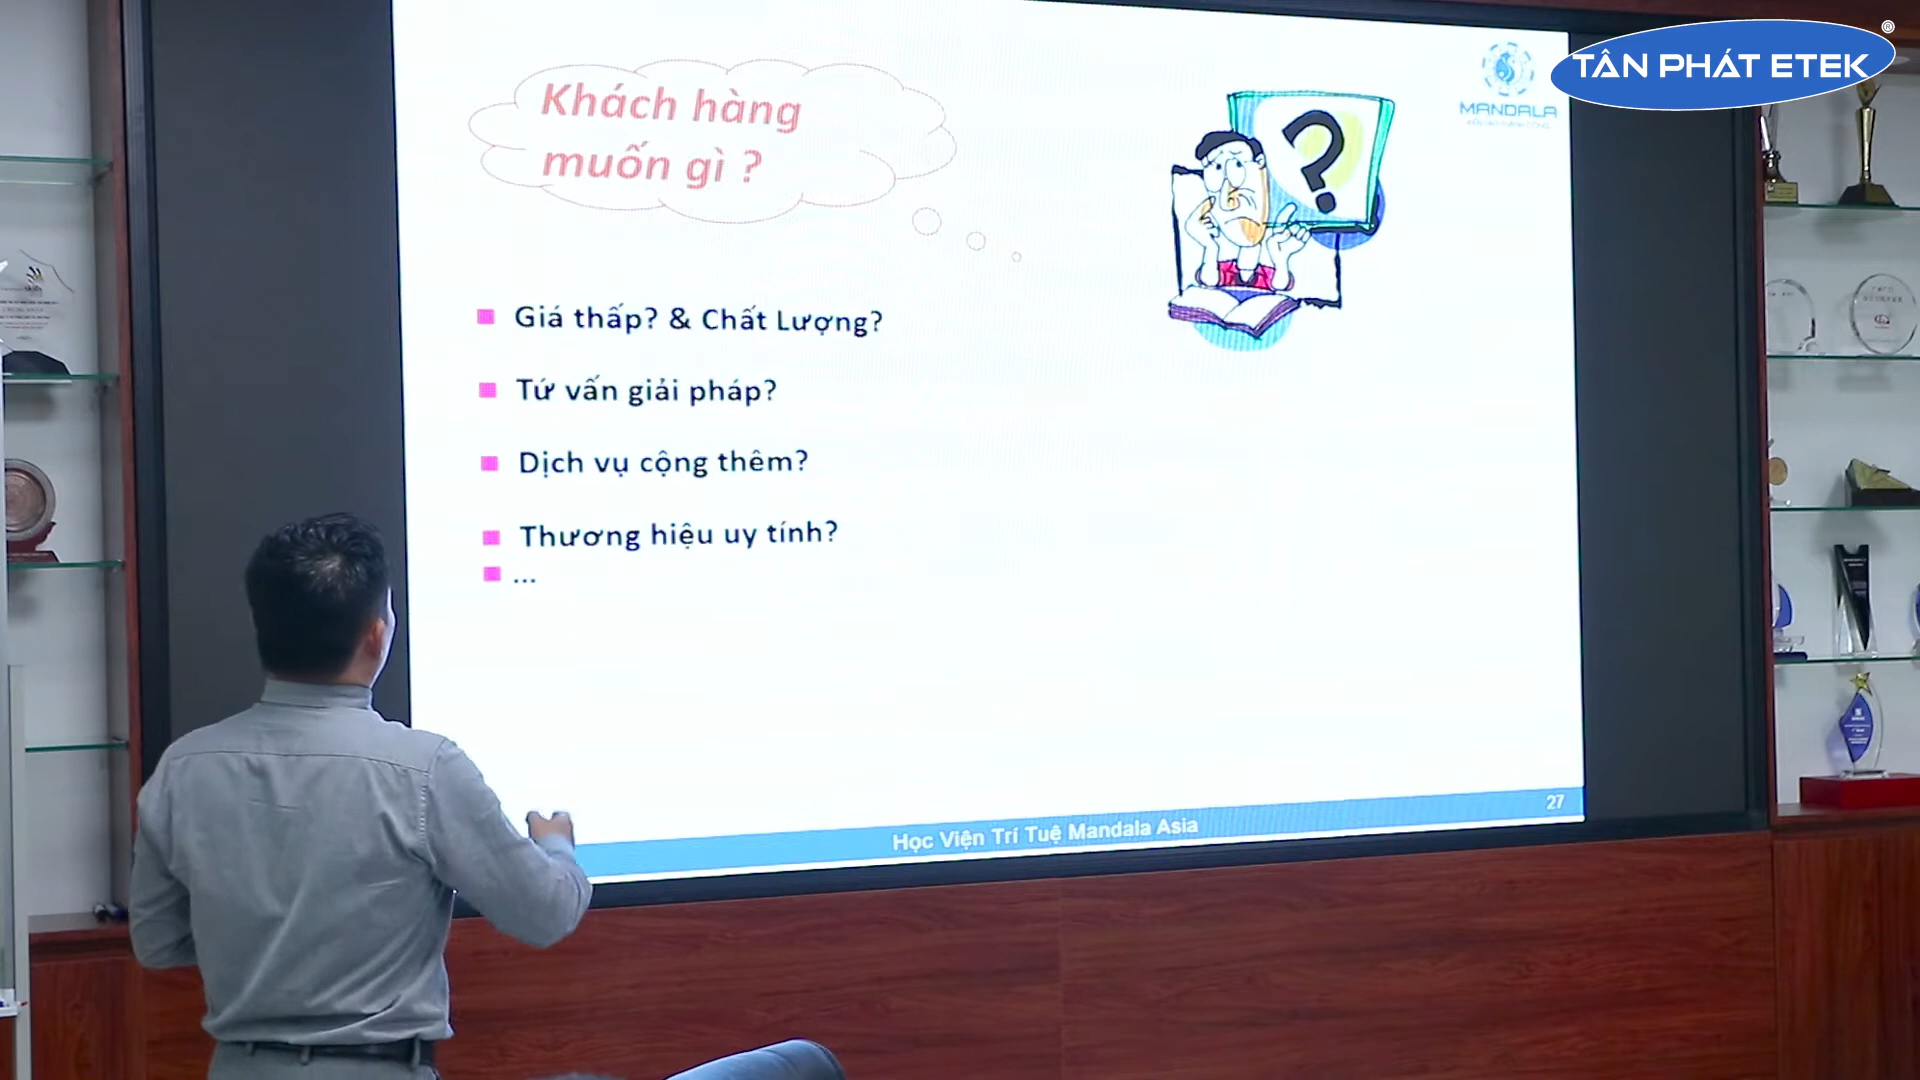 TÂN PHÁT ETEK
®
MANDALA
Khách hàng
muốn gì ?
Giá thấp? & Chất Lượng?
Tứ vấn giải pháp?
Dịch vụ cộng thêm?
Thương hiệu uy tính?
...
Học Viện Trí Tuệ Mandala Asia
27